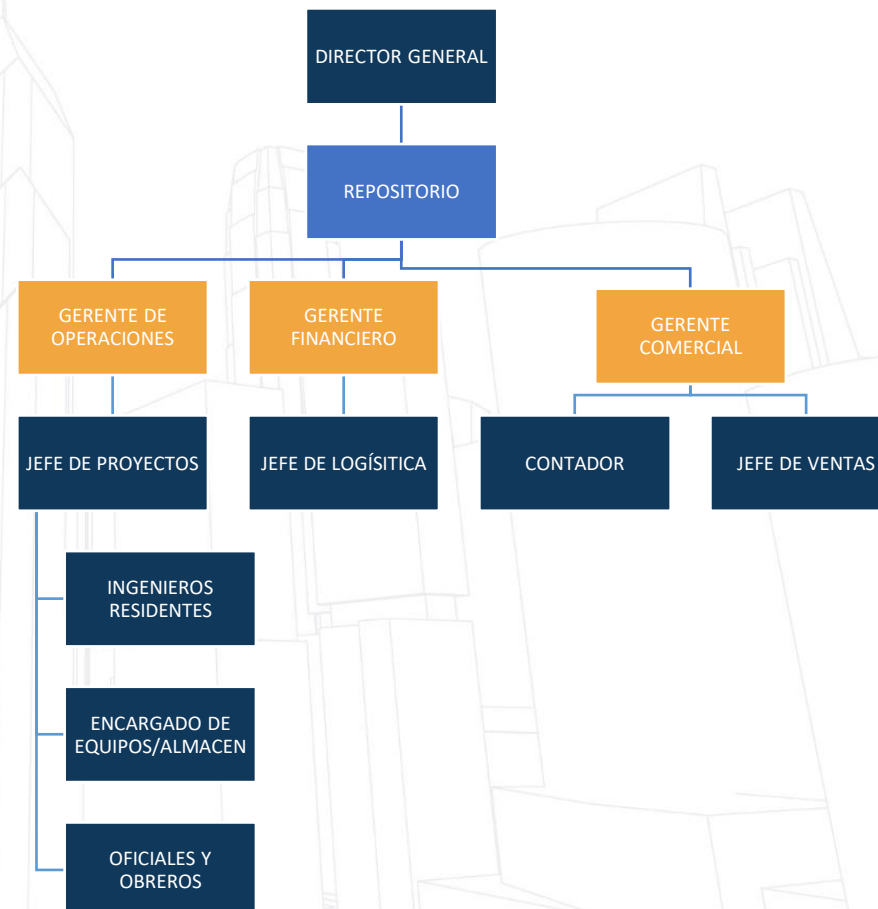 DIRECTOR GENERAL
REPOSITORIO
GERENTE DE
OPERACIONES
GERENTE
FINANCIERO
GERENTE
COMERCIAL
JEFE DE PROYECTOS
JEFE DE LOGÍSITICA
CONTADOR
JEFE DE VENTAS
INGENIEROS
RESIDENTES
ENCARGADO DE
EQUIPOS/ALMACEN
OFICIALES Y
OBREROS